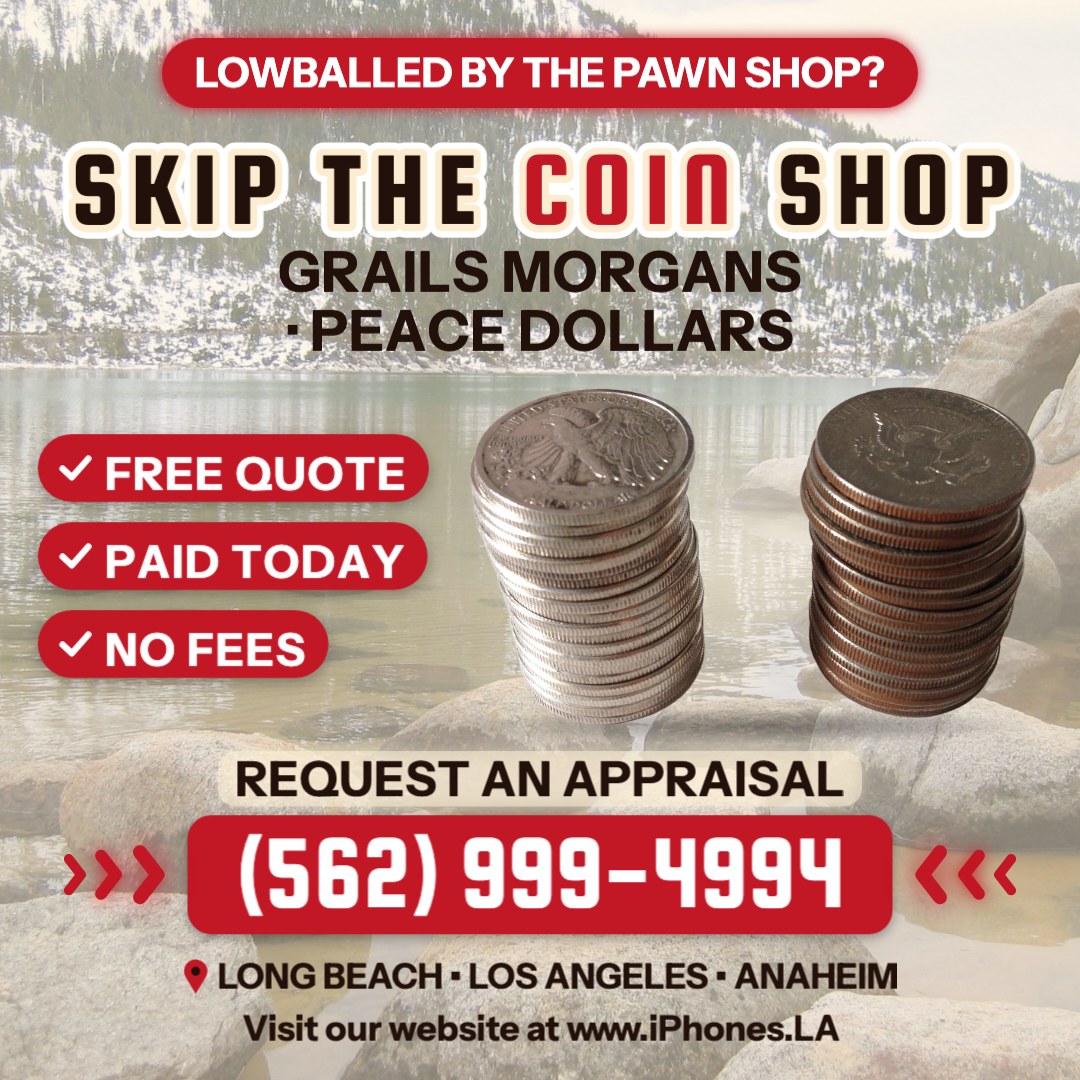 LOWBALLED BY THE PAWN SHOP?
SKIP THE COIN SHOP
GRAILS MORGANS
· PEACE DOLLARS
✓ FREE QUOTE
✓ PAID TODAY
✓ NO FEES
REQUEST AN APPRAISAL
(562) 999-4994
LONG BEACH · LOS ANGELES · ANAHEIM
Visit our website at www.iPhones.LA